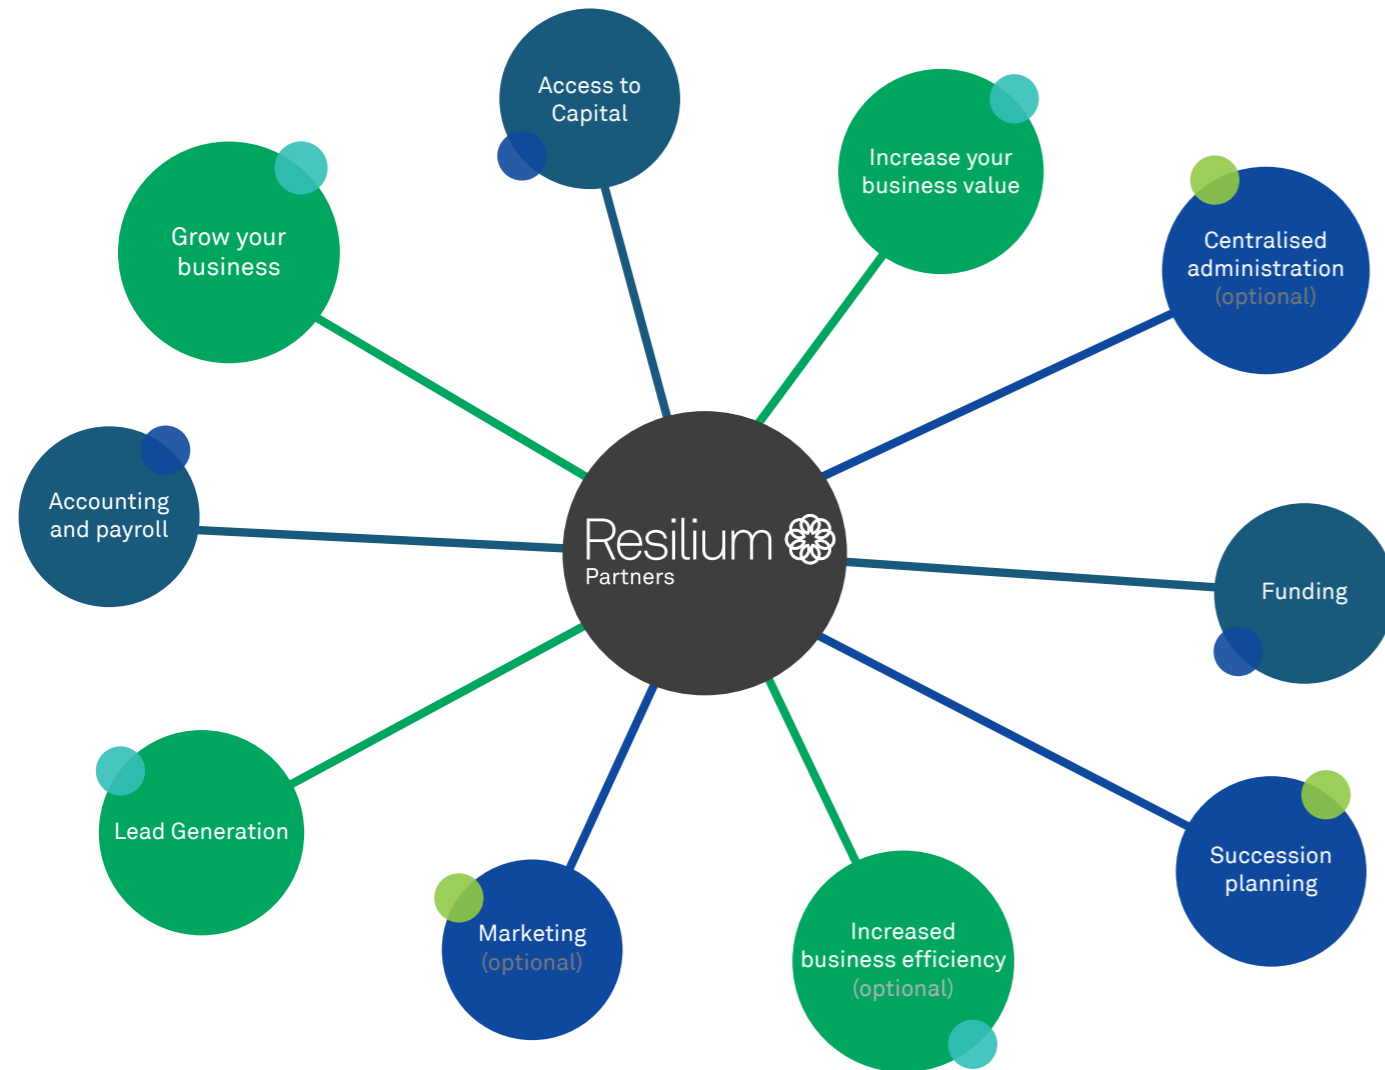 Access to
Capital
Increase your
business value
Grow your
business
Centralised
administration
(optional)
Accounting
and payroll
Resilium
Partners
Funding
Lead Generation
Succession
planning
Marketing
(optional)
Increased
business efficiency
(optional)